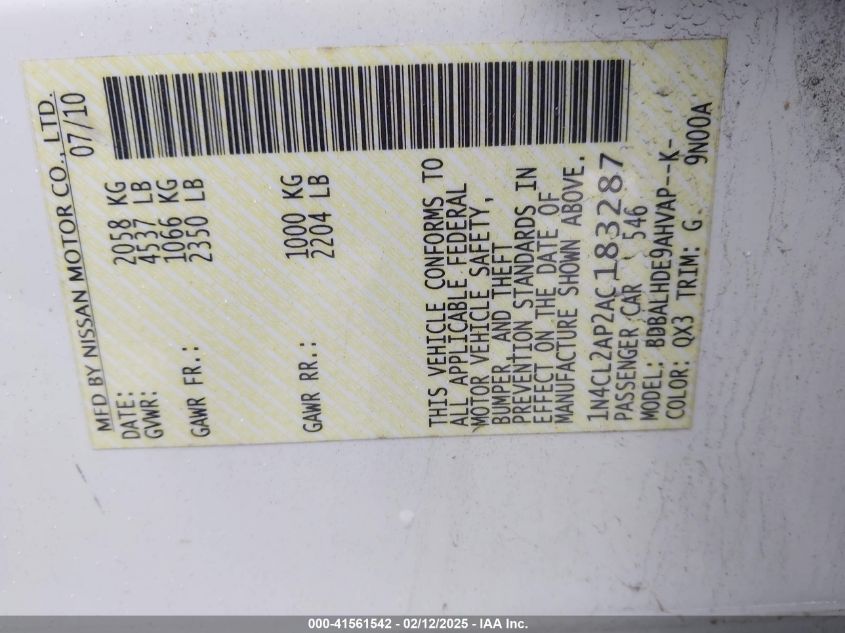 MFD BY NISSAN MOTOR CO., LTD.
DATE: 07/10
GVWR: 2058 KG
4537 LB
GAWR FR.: 1066 KG
2350 LB
GAWR RR.: 1000 KG
2204 LB
THIS VEHICLE CONFORMS TO
ALL APPLICABLE FEDERAL
MOTOR VEHICLE SAFETY,
BUMPER, AND THEFT
PREVENTION STANDARDS IN
EFFECT ON THE DATE OF
MANUFACTURE SHOWN ABOVE.
1N4CL2AP2AC183287
PASSENGER CAR 546
MODEL: BDBALHDE9AHVAP--K-
COLOR: QX3 TRIM: G 9N00A
000-41561542 - 02/12/2025 - IAA Inc.